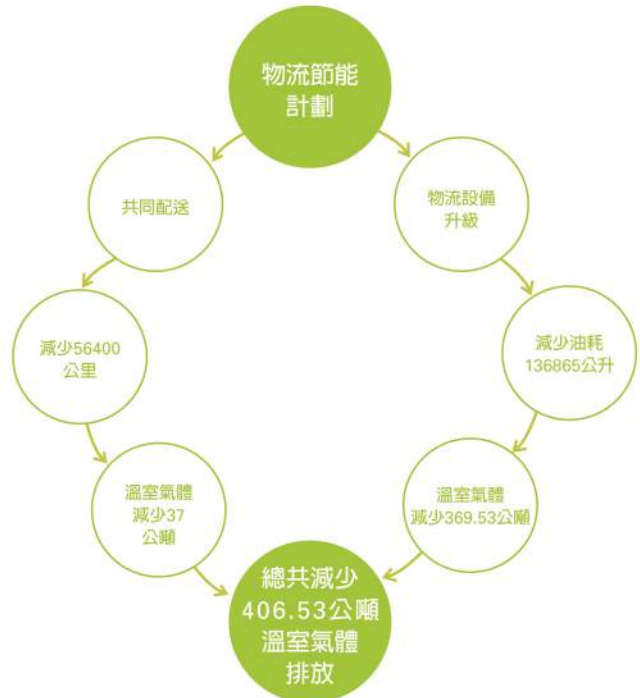 物流節能
計劃
共同配送
物流設備
升級
減少56400
公里
減少油耗
136865公升
溫室氣體
減少37
公噸
溫室氣體
減少369.53公噸
總共減少
406.53公噸
溫室氣體
排放